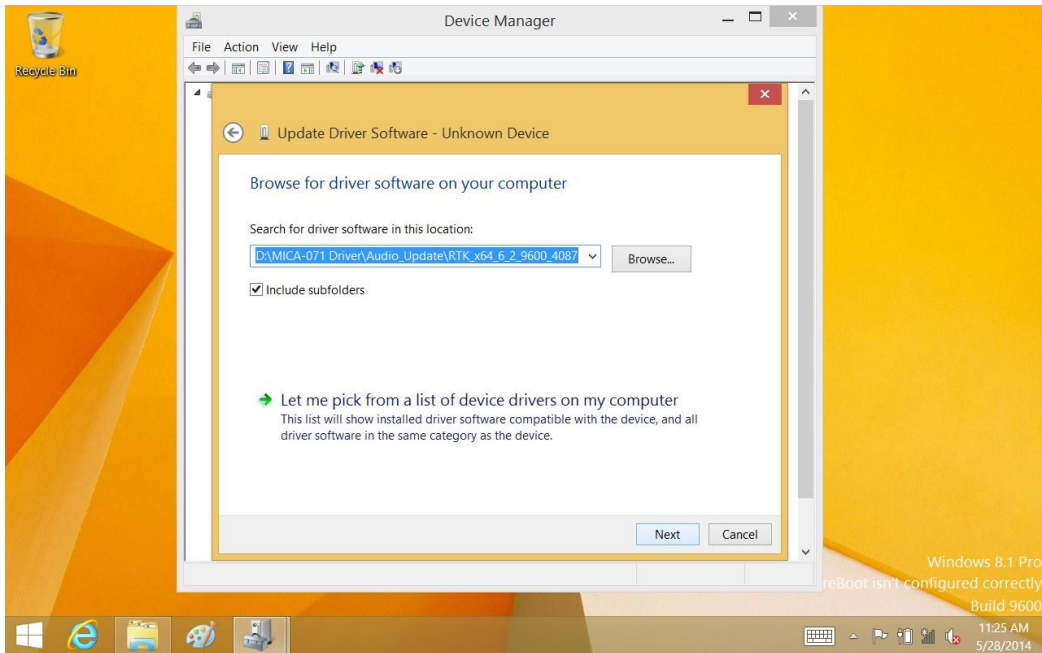 Recycle Bin
Device Manager
File Action View Help
Update Driver Software - Unknown Device
Browse for driver software on your computer
Search for driver software in this location:
D:\MICA-071 Driver\Audio_Update\RTK_x64_6_2_9600_4087
Browse...
Include subfolders
Let me pick from a list of device drivers on my computer
This list will show installed driver software compatible with the device, and all
driver software in the same category as the device.
Next Cancel
Windows 8.1 Pro
reBoot isn't configured correctly
Build 9600
11:25 AM
5/28/2014